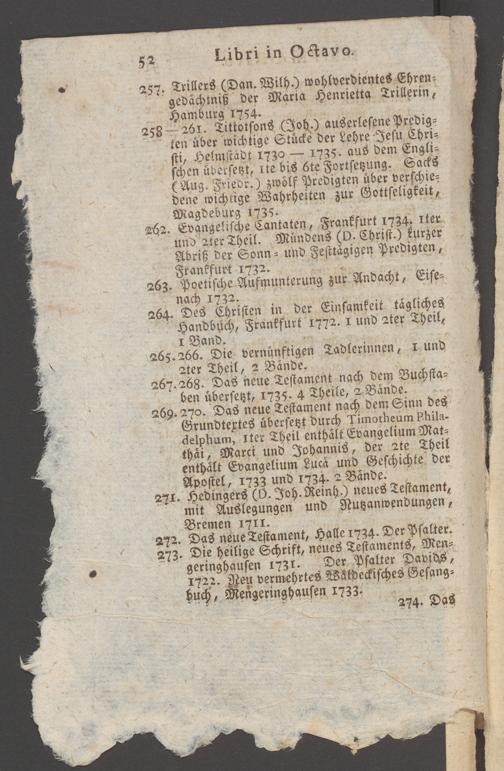 52 Libri in Octavo.
257. Trillers (Dan. Wilh.) wohlverdientes Ehren-
gedächtniß der Maria Henrietta Trillerin,
Hamburg 1754.
258 — 261. Tittotsons (Joh.) auserlesene Predig-
ten über wichtige Stücke der Lehre Jesu Chri-
sti, Helmstädt 1730 — 1735. aus dem Engli-
schen übersetzt, 1te bis 6te Fortsetzung. Sacks
(Aug. Friedr.) zwölf Predigten über verschie-
dene wichtige Wahrheiten zur Gottseligkeit,
Magdeburg 1735.
262. Evangelische Cantaten, Frankfurt 1734. 1ter
und 2ter Theil. Mündens (D. Christ.) kurzer
Abriß der Sonn- und Festtägigen Predigten,
Frankfurt 1732.
263. Poetische Aufmunterung zur Andacht, Eise-
nach 1732.
264. Des Christen in der Einsamkeit tägliches
Handbuch, Frankfurt 1772. 1 und 2ter Theil,
1 Band.
265.266. Die vernünftigen Tadlerinnen, 1 und
2ter Theil, 2 Bände.
267.268. Das neue Testament nach dem Buchsta-
ben übersetzt, 1735. 4 Theile, 2 Bände.
269.270. Das neue Testament nach dem Sinn des
Grundtextes übersetzt durch Timotheum Phila-
delphum, 1ter Theil enthält Evangelium Mat-
thäi, Marci und Johannis, der 2te Theil
enthält Evangelium Lucä und Geschichte der
Apostel, 1733 und 1734. 2 Bände.
271. Hedingers (D. Joh. Reinh.) neues Testament,
mit Auslegungen und Nutzanwendungen,
Bremen 1711.
272. Das neue Testament, Halle 1734. Der Psalter.
273. Die heilige Schrift, neues Testaments, Men-
geringhausen 1731. Der Psalter Davids,
1722. Neu vermehrtes Waldeckisches Gesang-
buch, Mengeringhausen 1733.
274. Das